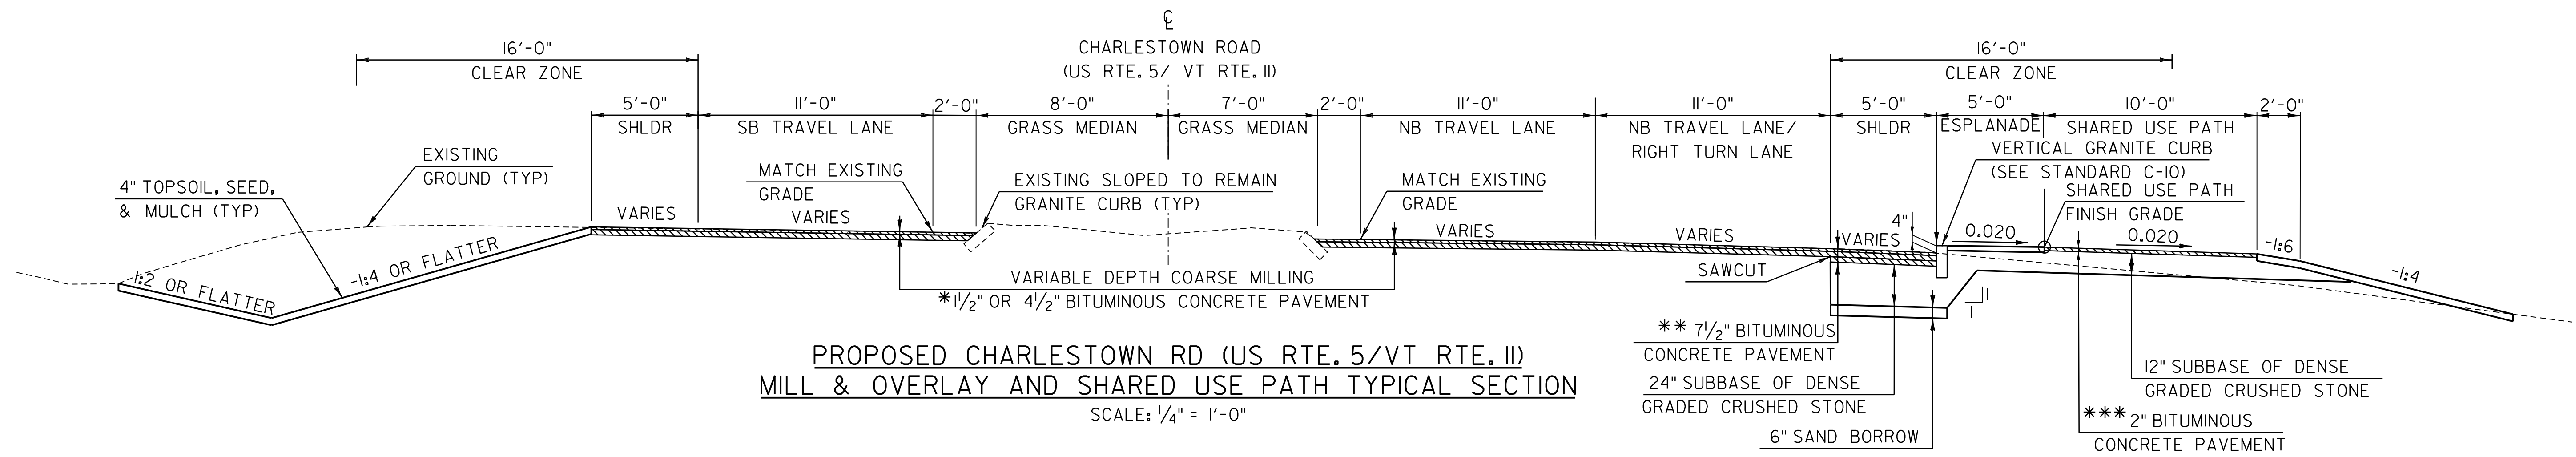 ℄
CHARLESTOWN ROAD
(US RTE. 5/ VT RTE. 11)
16'-0"
CLEAR ZONE
16'-0"
CLEAR ZONE
5'-0"
SHLDR
11'-0"
SB TRAVEL LANE
2'-0"
8'-0"
GRASS MEDIAN
7'-0"
GRASS MEDIAN
2'-0"
11'-0"
NB TRAVEL LANE
11'-0"
NB TRAVEL LANE/
RIGHT TURN LANE
5'-0"
SHLDR
5'-0"
ESPLANADE
10'-0"
SHARED USE PATH
2'-0"
4" TOPSOIL, SEED,
& MULCH (TYP)
EXISTING
GROUND (TYP)
MATCH EXISTING
GRADE
EXISTING SLOPED TO REMAIN
GRANITE CURB (TYP)
MATCH EXISTING
GRADE
VERTICAL GRANITE CURB
(SEE STANDARD C-10)
SHARED USE PATH
FINISH GRADE
VARIES
VARIES
VARIES
VARIES
VARIES
4"
0.020
0.020
-1:6
-1:4
-1:2 OR FLATTER
-1:4 OR FLATTER
SAWCUT
1
1
VARIABLE DEPTH COARSE MILLING
*1 1/2" OR 4 1/2" BITUMINOUS CONCRETE PAVEMENT
** 7 1/2" BITUMINOUS
CONCRETE PAVEMENT
24" SUBBASE OF DENSE
GRADED CRUSHED STONE
6" SAND BORROW
12" SUBBASE OF DENSE
GRADED CRUSHED STONE
*** 2" BITUMINOUS
CONCRETE PAVEMENT
PROPOSED CHARLESTOWN RD (US RTE. 5/VT RTE. 11)
MILL & OVERLAY AND SHARED USE PATH TYPICAL SECTION
SCALE: 1/4" = 1'-0"